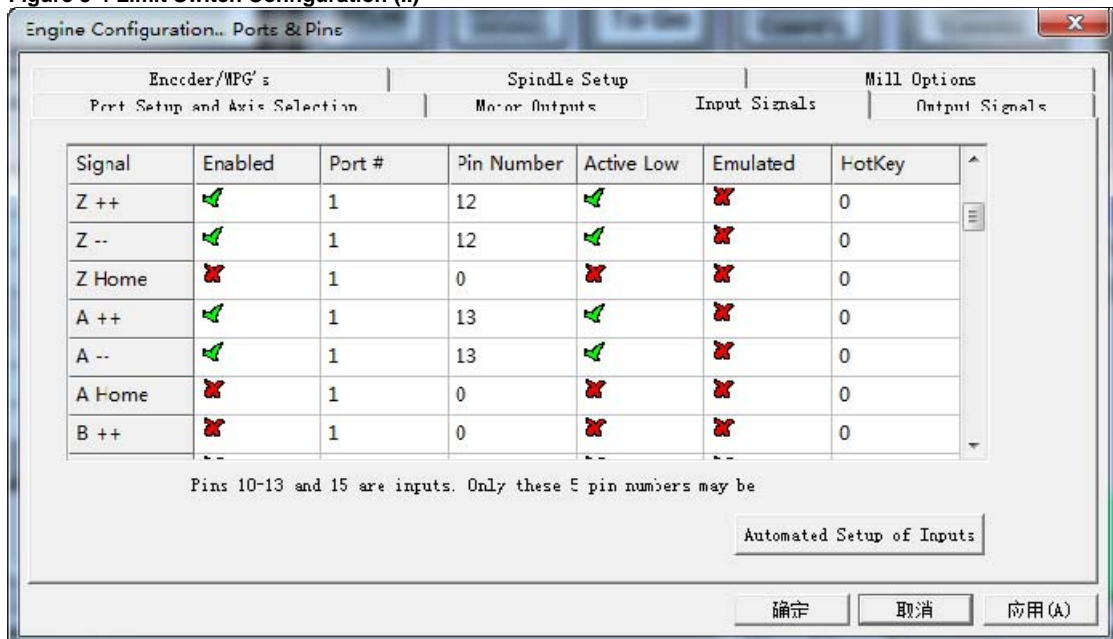 Engine Configuration... Ports & Pins
Encoder/MPG's Spindle Setup Mill Options
Port Setup and Axis Selection Motor Outputs Input Signals Output Signals
Signal Enabled Port # Pin Number Active Low Emulated HotKey
Z ++ 1 12 0
Z -- 1 12 0
Z Home 1 0 0
A ++ 1 13 0
A -- 1 13 0
A Home 1 0 0
B ++ 1 0 0
Pins 10-13 and 15 are inputs. Only these 5 pin numbers may be
Automated Setup of Inputs
确定 取消 应用(A)